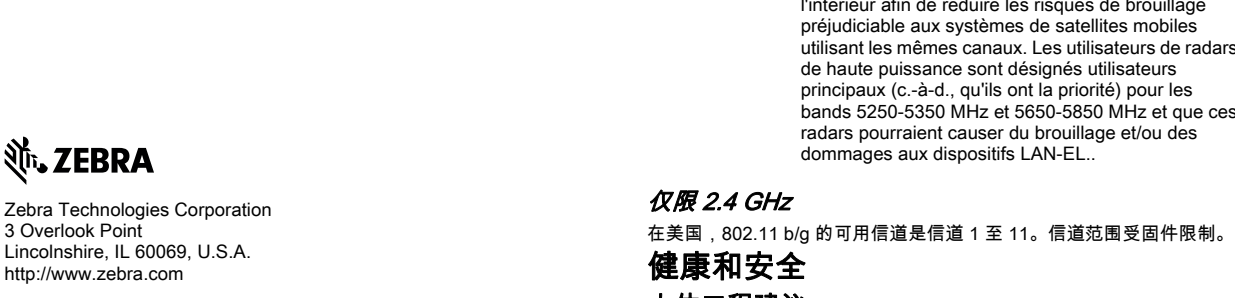 ZEBRA
Zebra Technologies Corporation
3 Overlook Point
Lincolnshire, IL 60069, U.S.A.
http://www.zebra.com
l'intérieur afin de réduire les risques de brouillage
préjudiciable aux systèmes de satellites mobiles
utilisant les mêmes canaux. Les utilisateurs de radars
de haute puissance sont désignés utilisateurs
principaux (c.-à-d., qu'ils ont la priorité) pour les
bands 5250-5350 MHz et 5650-5850 MHz et que ces
radars pourraient causer du brouillage et/ou des
dommages aux dispositifs LAN-EL..
仅限 2.4 GHz
在美国，802.11 b/g 的可用信道是信道 1 至 11。信道范围受固件限制。
健康和安全